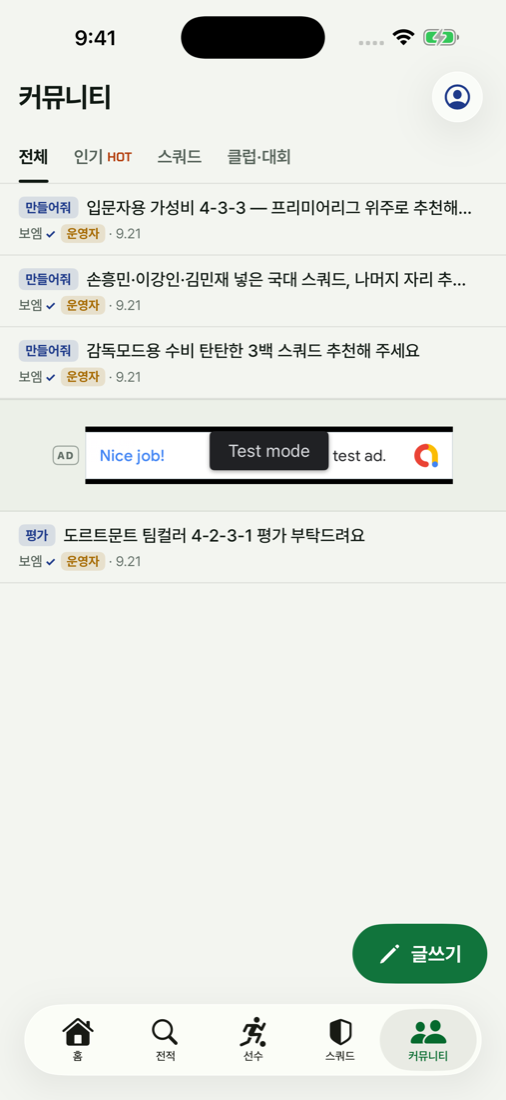 9:41
커뮤니티
전체 인기 HOT 스쿼드 클럽·대회
만들어줘 입문자용 가성비 4-3-3 — 프리미어리그 위주로 추천해...
보엠 운영자 · 9.21
만들어줘 손흥민·이강인·김민재 넣은 국대 스쿼드, 나머지 자리 추...
보엠 운영자 · 9.21
만들어줘 감독모드용 수비 탄탄한 3백 스쿼드 추천해 주세요
보엠 운영자 · 9.21
AD Nice job! Test mode test ad.
평가 도르트문트 팀컬러 4-2-3-1 평가 부탁드려요
보엠 운영자 · 9.21
글쓰기
홈 전적 선수 스쿼드 커뮤니티